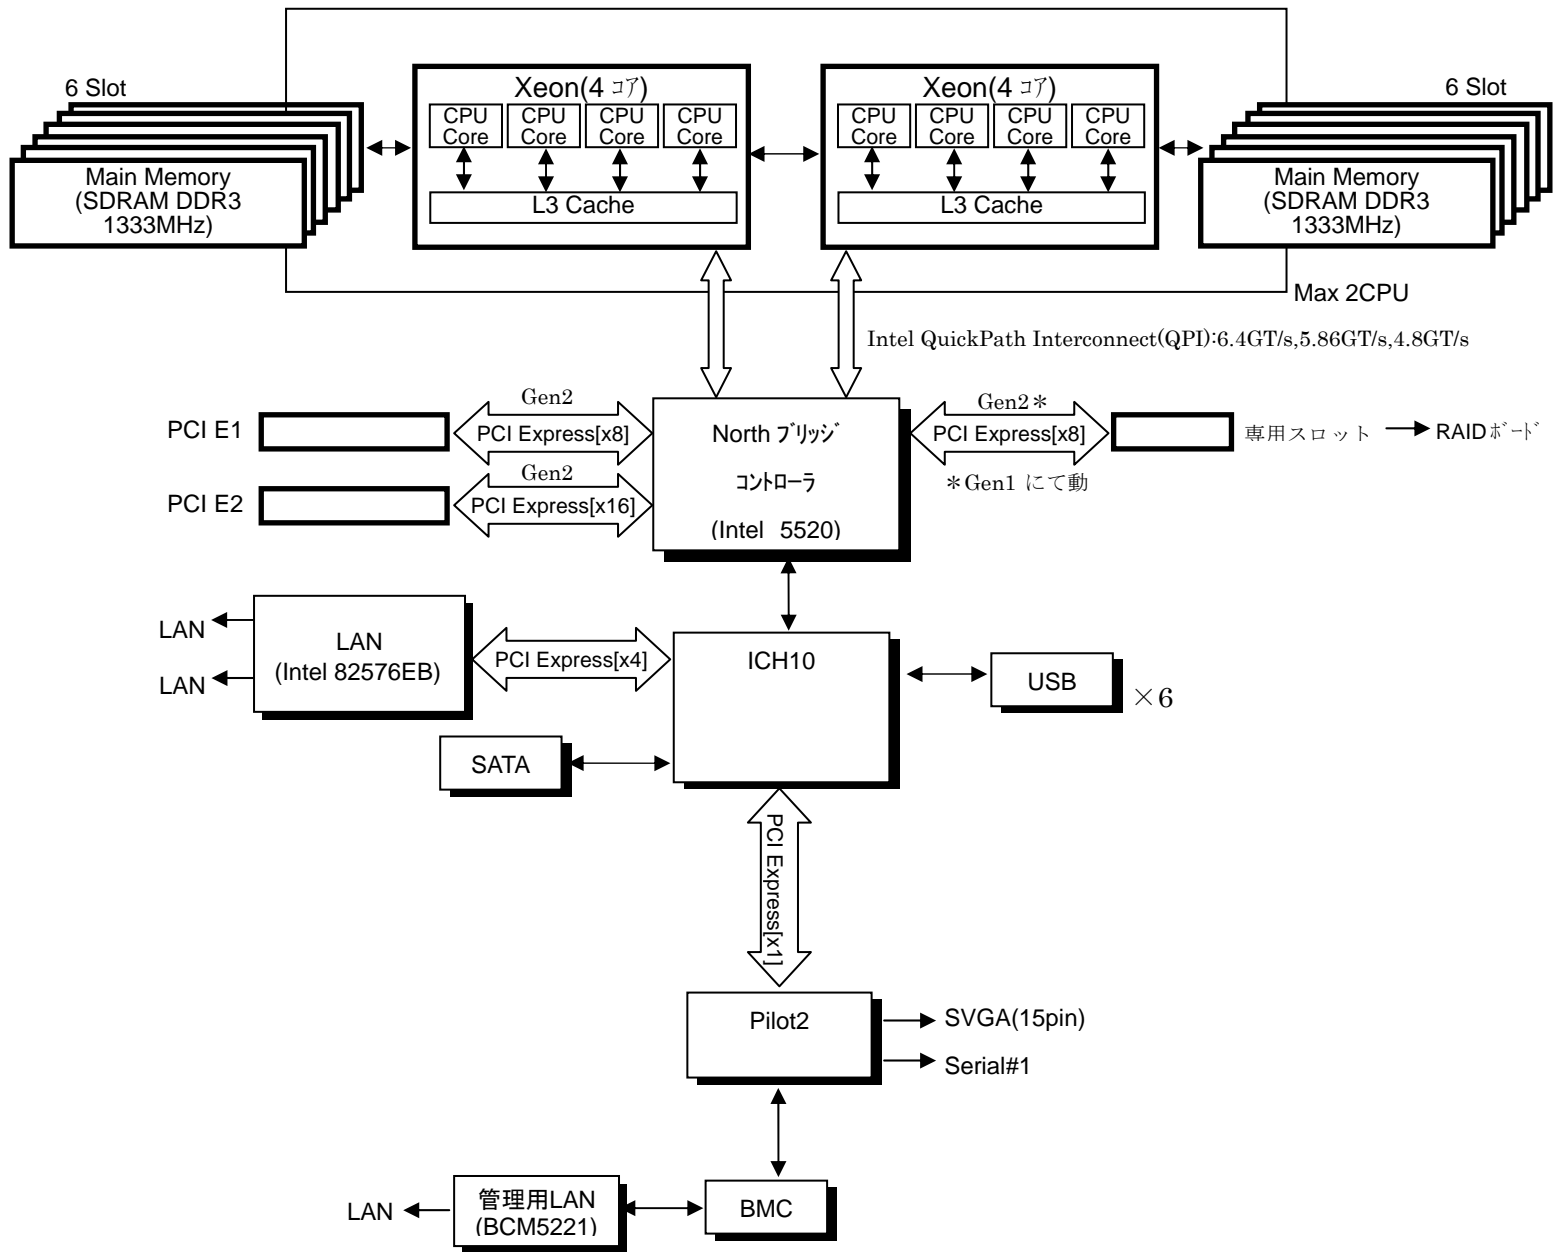 6 Slot
Xeon(4 コア)
CPU Core
CPU Core
CPU Core
CPU Core
L3 Cache
Main Memory
(SDRAM DDR3
1333MHz)
Xeon(4 コア)
CPU Core
CPU Core
CPU Core
CPU Core
L3 Cache
6 Slot
Main Memory
(SDRAM DDR3
1333MHz)
Max 2CPU
Intel QuickPath Interconnect(QPI):6.4GT/s,5.86GT/s,4.8GT/s
PCI E1
Gen2
PCI Express[x8]
PCI E2
Gen2
PCI Express[x16]
North ブリッジ
コントローラ
(Intel 5520)
Gen2＊
PCI Express[x8]
＊Gen1 にて動
専用スロット
RAIDボード
LAN
LAN
LAN
(Intel 82576EB)
PCI Express[x4]
ICH10
USB
×6
SATA
PCI Express[x1]
Pilot2
SVGA(15pin)
Serial#1
LAN
管理用LAN
(BCM5221)
BMC